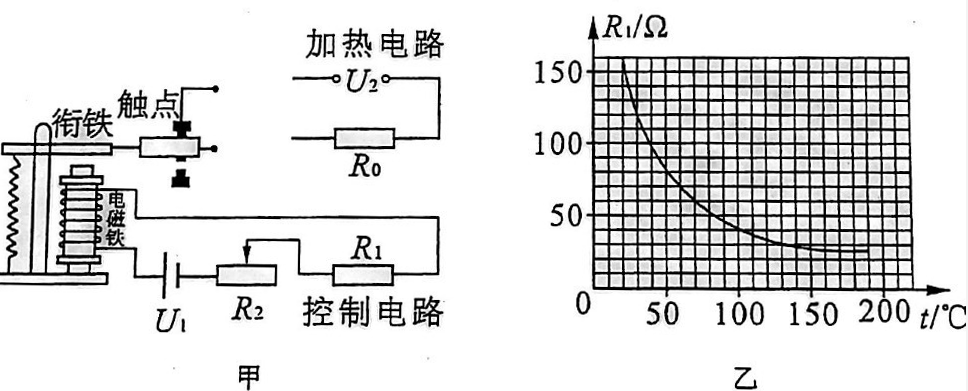 加热电路
U2
R0
触点
衔铁
电磁铁
U1
R2
R1
控制电路
甲
R1/Ω
150
100
50
0
50
100
150
200
t/℃
乙